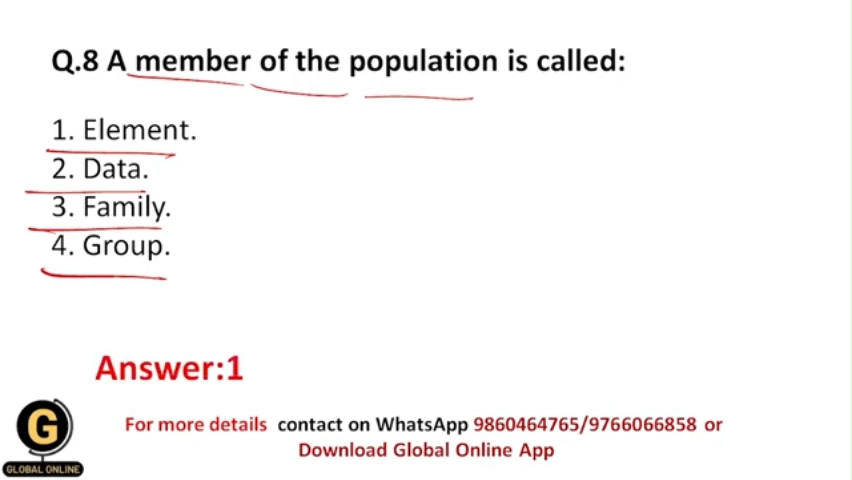 Q.8 A member of the population is called:
1. Element.
2. Data.
3. Family.
4. Group.
Answer:1
For more details contact on WhatsApp 9860464765/9766066858 or
Download Global Online App
G
GLOBAL ONLINE